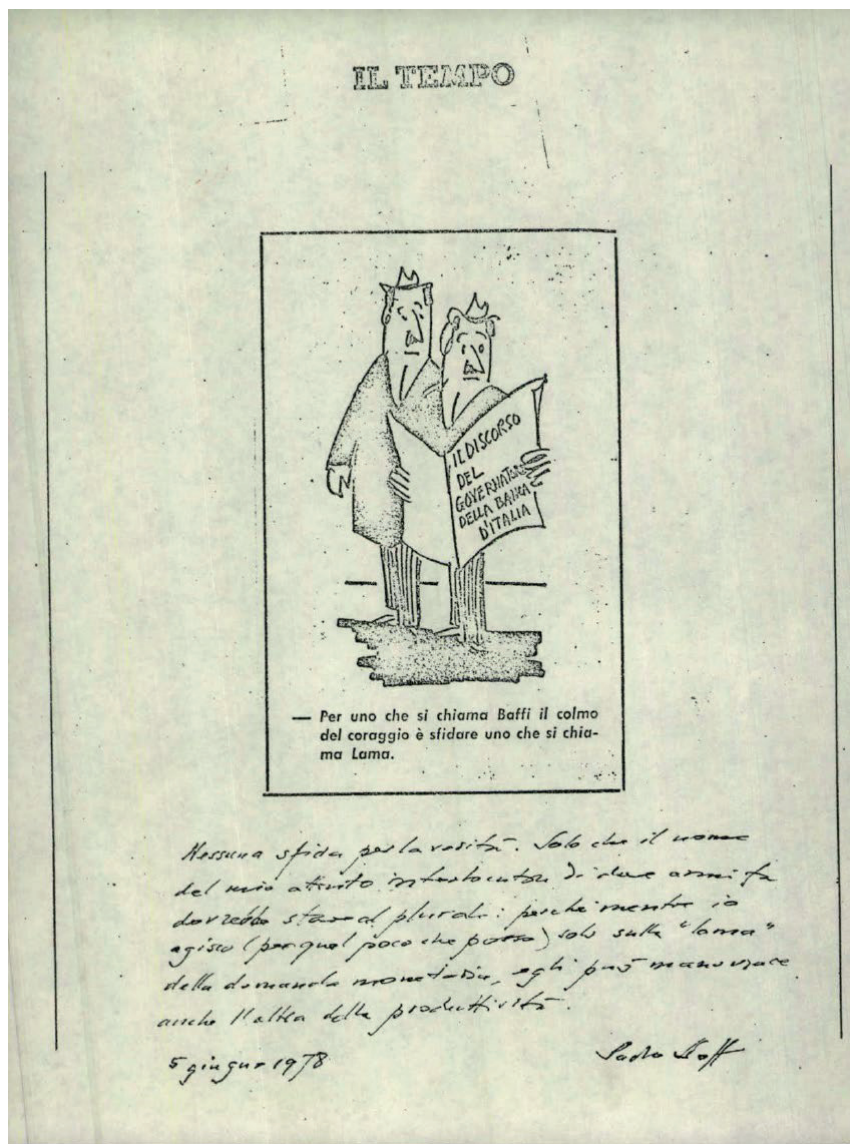 IL TEMPO
IL DISCORSO
DEL
GOVERNATORE
DELLA BANCA
D'ITALIA
— Per uno che si chiama Baffi il colmo
del coraggio è sfidare uno che si chia-
ma Lama.
Nessuna sfida per la verità. Solo che il nome
del mio di due anni fa
dovrebbe stare al plurale: perché mentre io
agisco (per quel poco che posso) solo sulla "lama"
della domanda monetaria, egli può manovrare
anche l'altra della produttività.
5 giugno 1978
Paolo Baffi